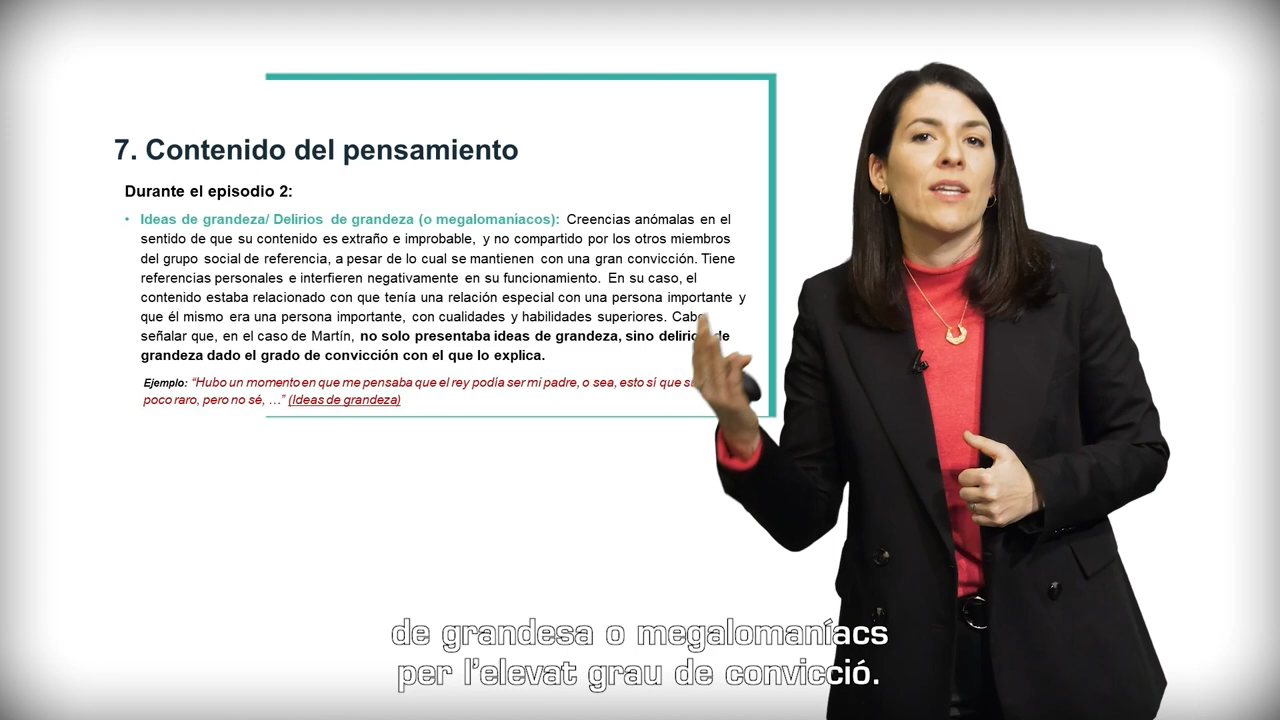 7. Contenido del pensamiento
Durante el episodio 2:
• Ideas de grandeza/ Delirios de grandeza (o megalomaniacos): Creencias anómalas en el
sentido de que su contenido es extraño e improbable, y no compartido por los otros miembros
del grupo social de referencia, a pesar de lo cual se mantienen con una gran convicción. Tiene
referencias personales e interfieren negativamente en su funcionamiento. En su caso, el
contenido estaba relacionado con que tenía una relación especial con una persona importante y
que él mismo era una persona importante, con cualidades y habilidades superiores.
señalar que, en el caso de Martín, no solo presentaba ideas de grandeza, sino
grandeza dado el grado de convicción con el que lo explica.
Ejemplo: “Hubo un momento en que me pensaba que el rey podía ser mi padre, o sea, esto sí que
poco raro, pero no sé, …” (Ideas de grandeza)
de grandesa o megalomaníacs
per l'elevat grau de convicció.